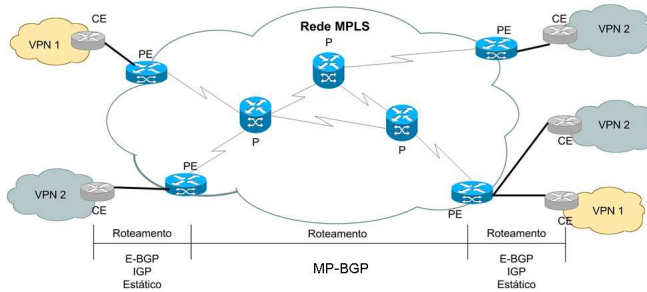 Rede MPLS
CE
VPN 1
PE
P
PE
CE
VPN 2
P
P
CE
VPN 2
PE
VPN 2
CE
PE
CE
VPN 1
Roteamento
Roteamento
Roteamento
E-BGP
IGP
Estático
MP-BGP
E-BGP
IGP
Estático